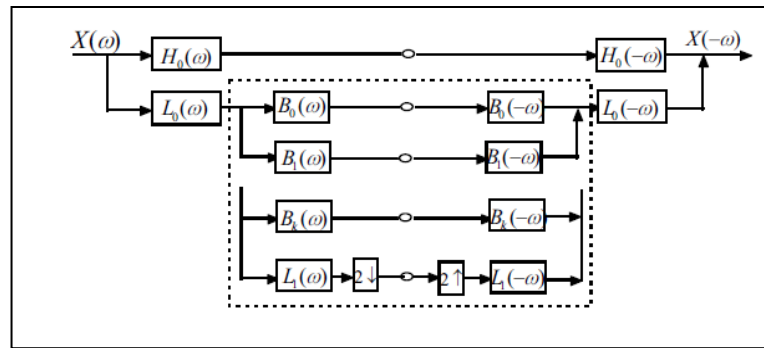 X(ω) X(-ω)
H₀(ω) H₀(-ω)
L₀(ω) B₀(ω) B₀(-ω) L₀(-ω)
B₁(ω) B₁(-ω)
Bₖ(ω) Bₖ(-ω)
L₁(ω) 2↓ 2↑ L₁(-ω)